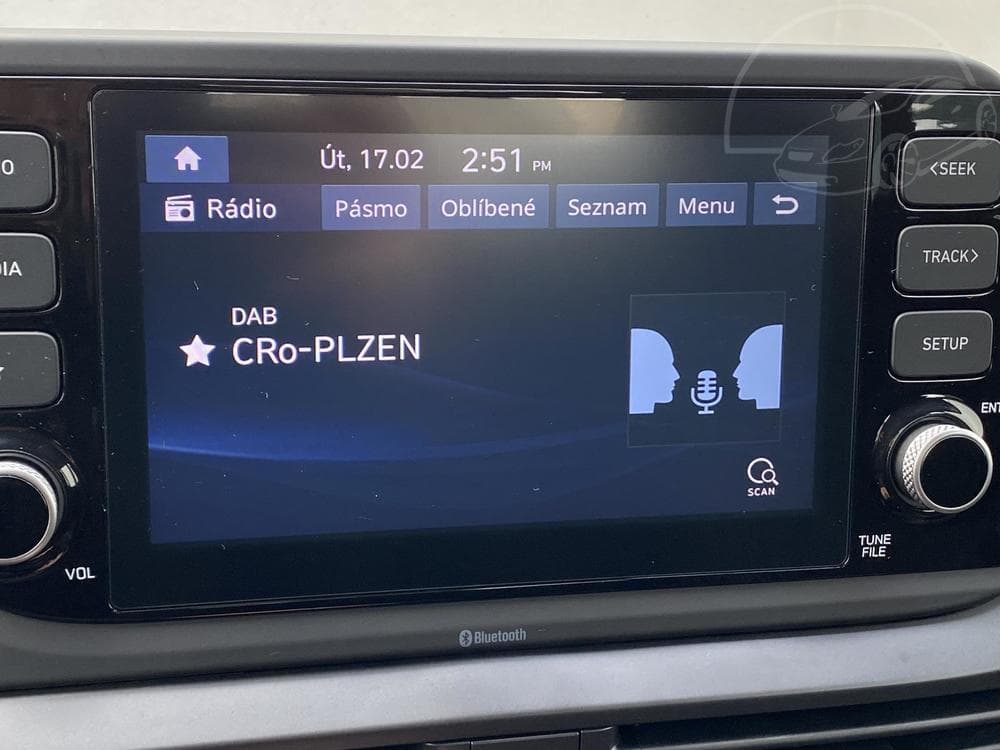 Út, 17.02 2:51 PM
Rádio Pásmo Oblíbené Seznam Menu
DAB
CRo-PLZEN
SCAN
<SEEK
TRACK>
SETUP
TUNE
FILE
VOL
Bluetooth